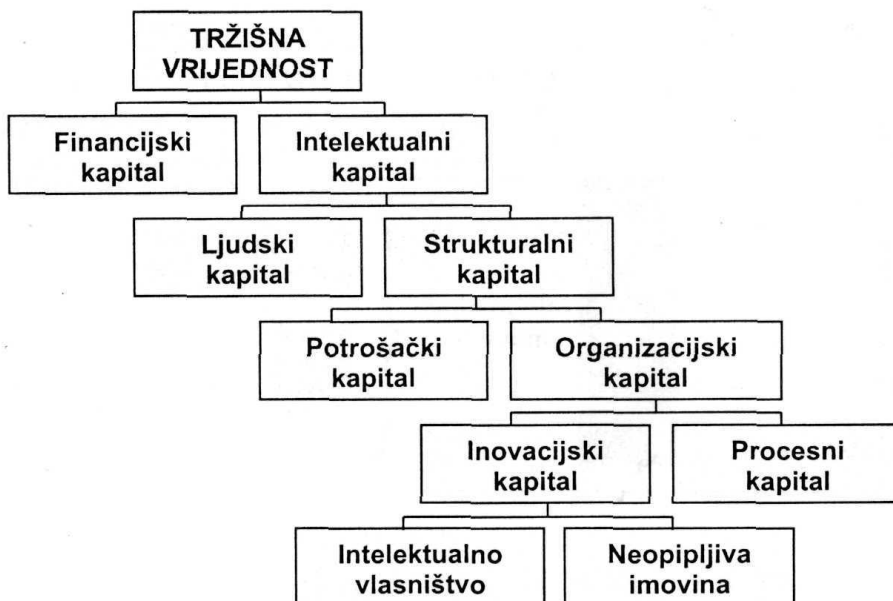 TRŽIŠNA
VRIJEDNOST
Financijski
kapital
Intelektualni
kapital
Ljudski
kapital
Strukturalni
kapital
Potrošački
kapital
Organizacijski
kapital
Inovacijski
kapital
Procesni
kapital
Intelektualno
vlasništvo
Neopipljiva
imovina